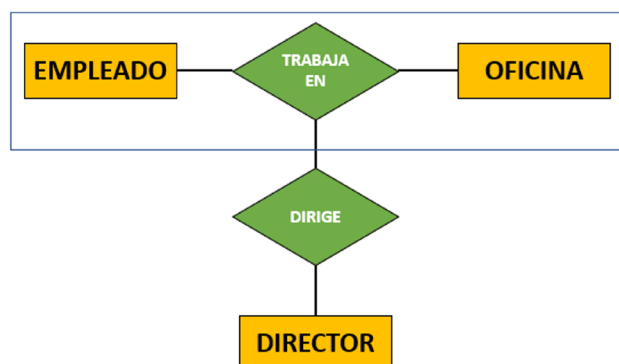 EMPLEADO
TRABAJA
EN
OFICINA
DIRIGE
DIRECTOR